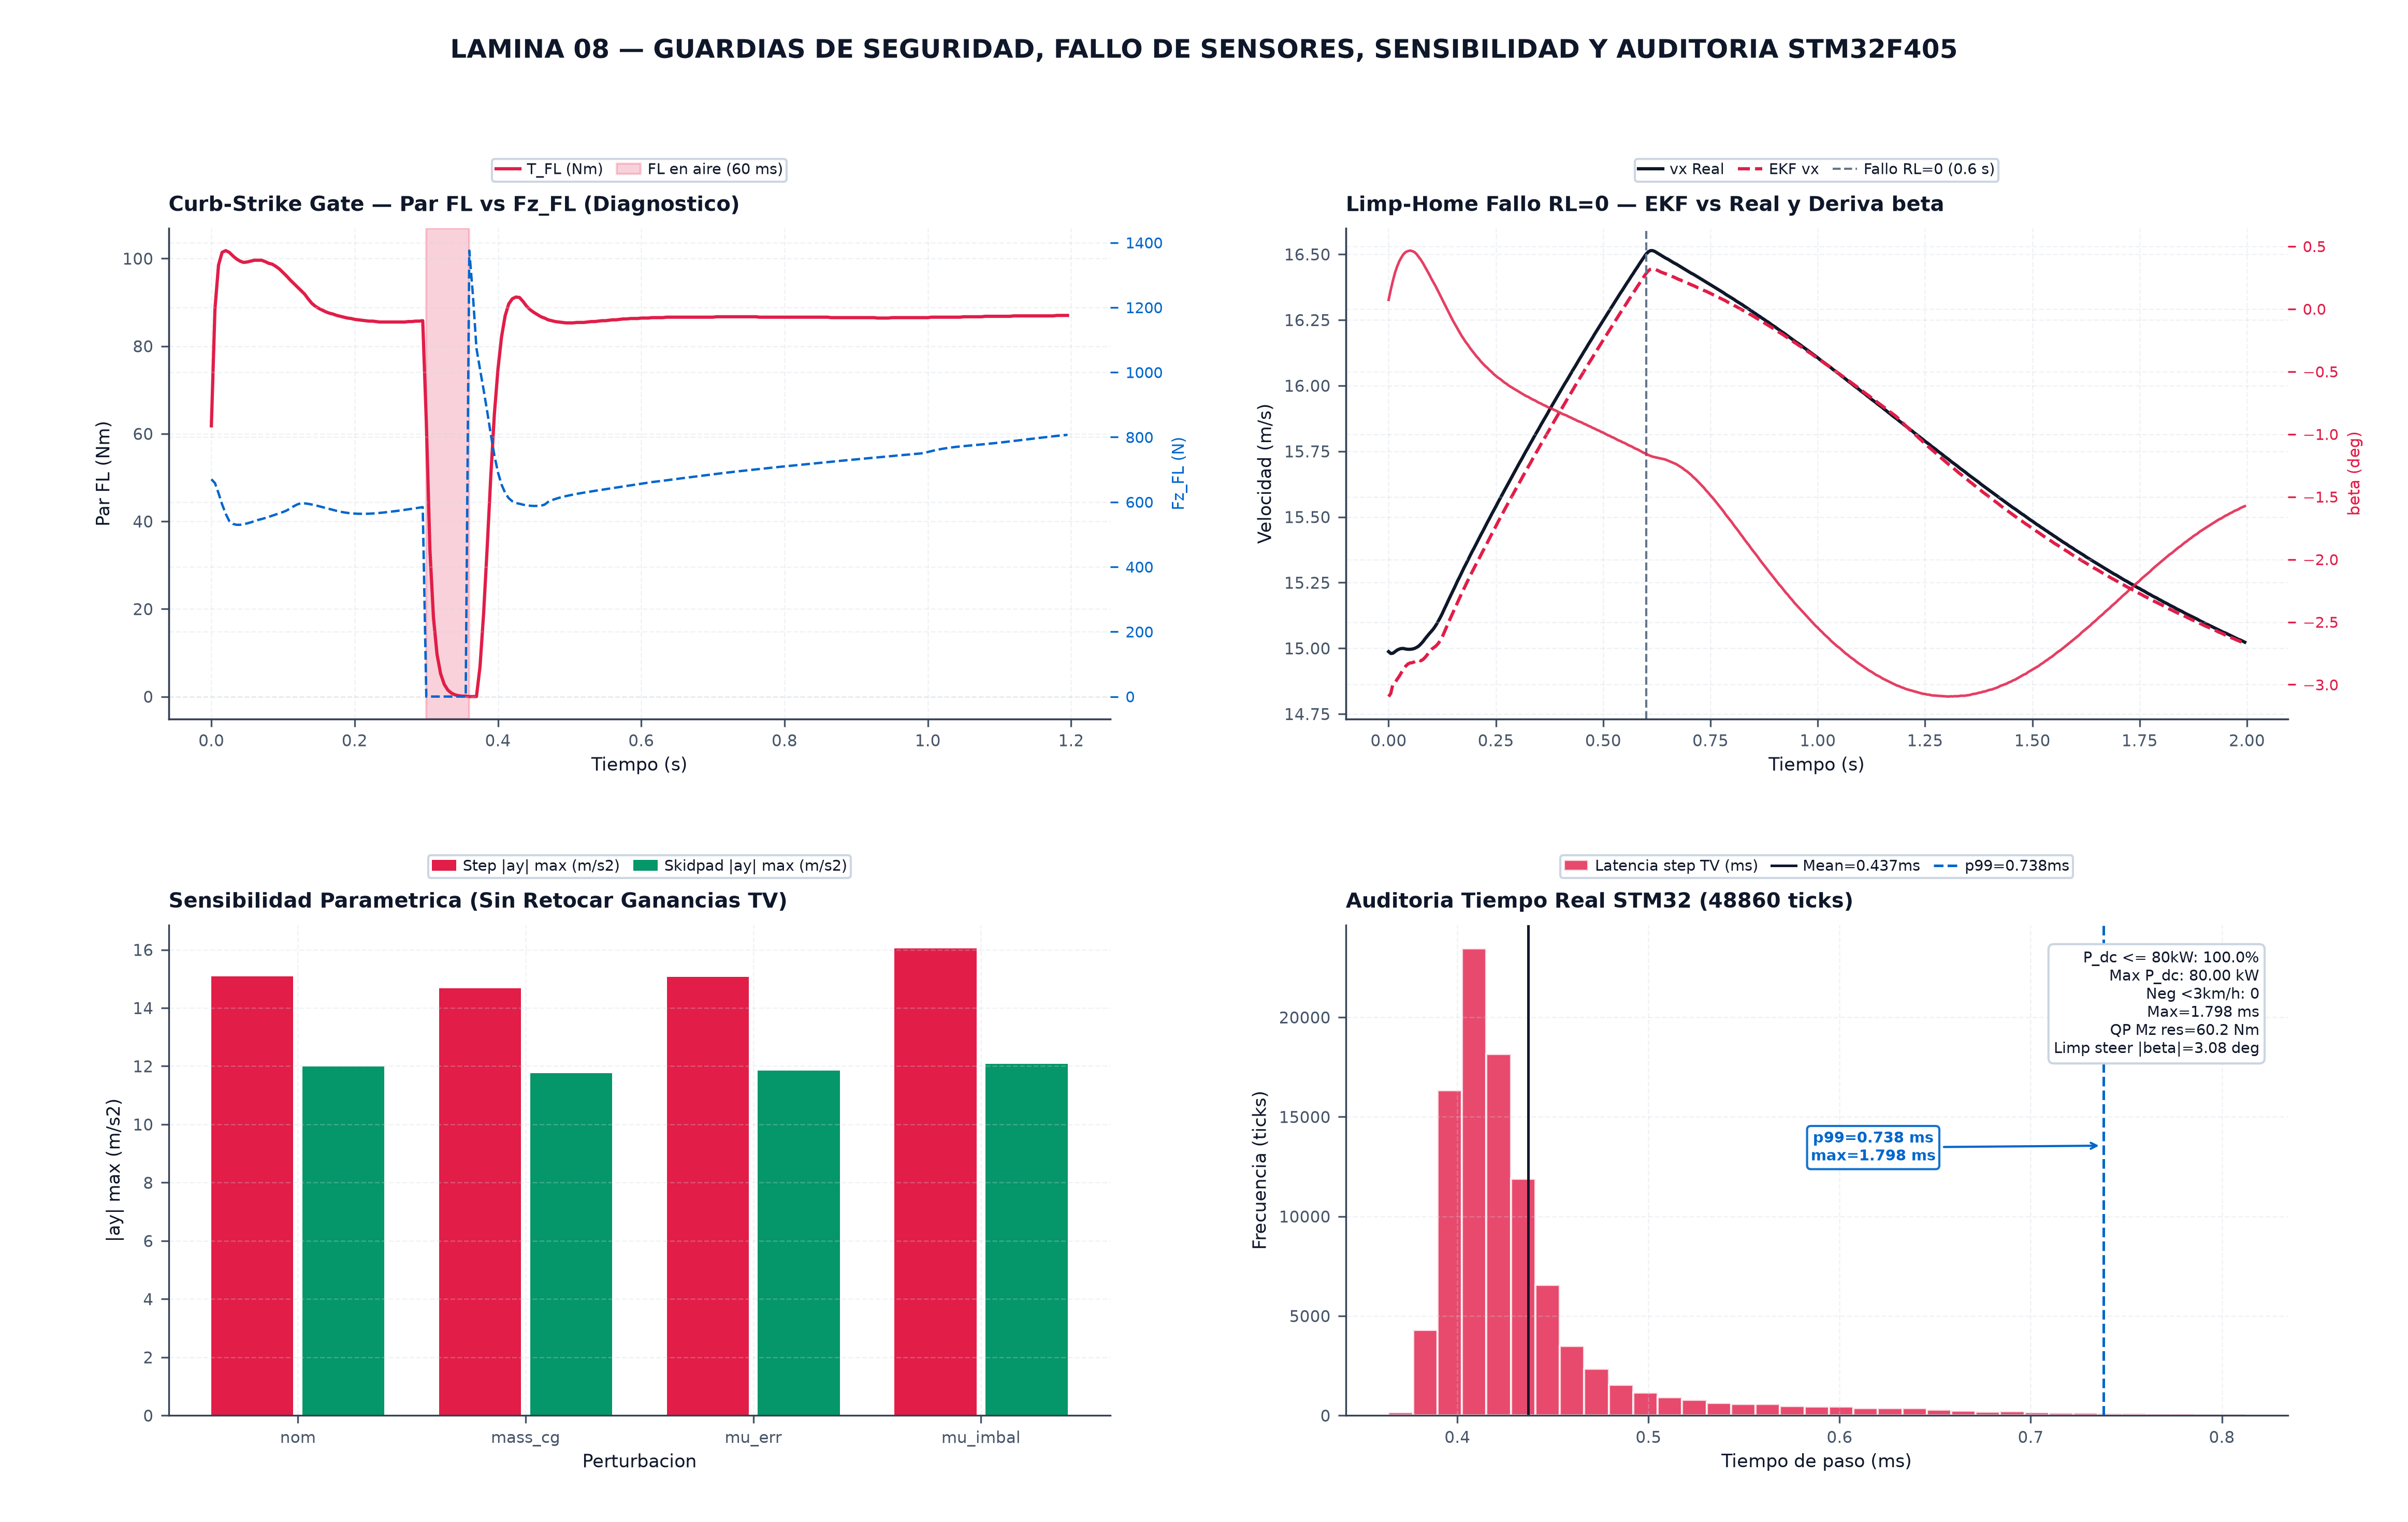 LAMINA 08 — GUARDIAS DE SEGURIDAD, FALLO DE SENSORES, SENSIBILIDAD Y AUDITORIA STM32F405
T_FL (Nm) FL en aire (60 ms)
Curb-Strike Gate — Par FL vs Fz_FL (Diagnostico)
100
80
60
40
20
0
Par FL (Nm)
1400
1200
1000
800
600
400
200
0
Fz_FL (N)
0.0 0.2 0.4 0.6 0.8 1.0 1.2
Tiempo (s)
vx Real EKF vx Fallo RL=0 (0.6 s)
Limp-Home Fallo RL=0 — EKF vs Real y Deriva beta
16.50
16.25
16.00
15.75
15.50
15.25
15.00
14.75
Velocidad (m/s)
0.5
0.0
−0.5
−1.0
−1.5
−2.0
−2.5
−3.0
beta (deg)
0.00 0.25 0.50 0.75 1.00 1.25 1.50 1.75 2.00
Tiempo (s)
Step |ay| max (m/s2) Skidpad |ay| max (m/s2)
Sensibilidad Parametrica (Sin Retocar Ganancias TV)
16
14
12
10
8
6
4
2
0
|ay| max (m/s2)
nom mass_cg mu_err mu_imbal
Perturbacion
Latencia step TV (ms) Mean=0.437ms p99=0.738ms
Auditoria Tiempo Real STM32 (48860 ticks)
20000
15000
10000
5000
0
Frecuencia (ticks)
P_dc <= 80kW: 100.0%
Max P_dc: 80.00 kW
Neg <3km/h: 0
Max=1.798 ms
QP Mz res=60.2 Nm
Limp steer |beta|=3.08 deg
p99=0.738 ms
max=1.798 ms
0.4 0.5 0.6 0.7 0.8
Tiempo de paso (ms)